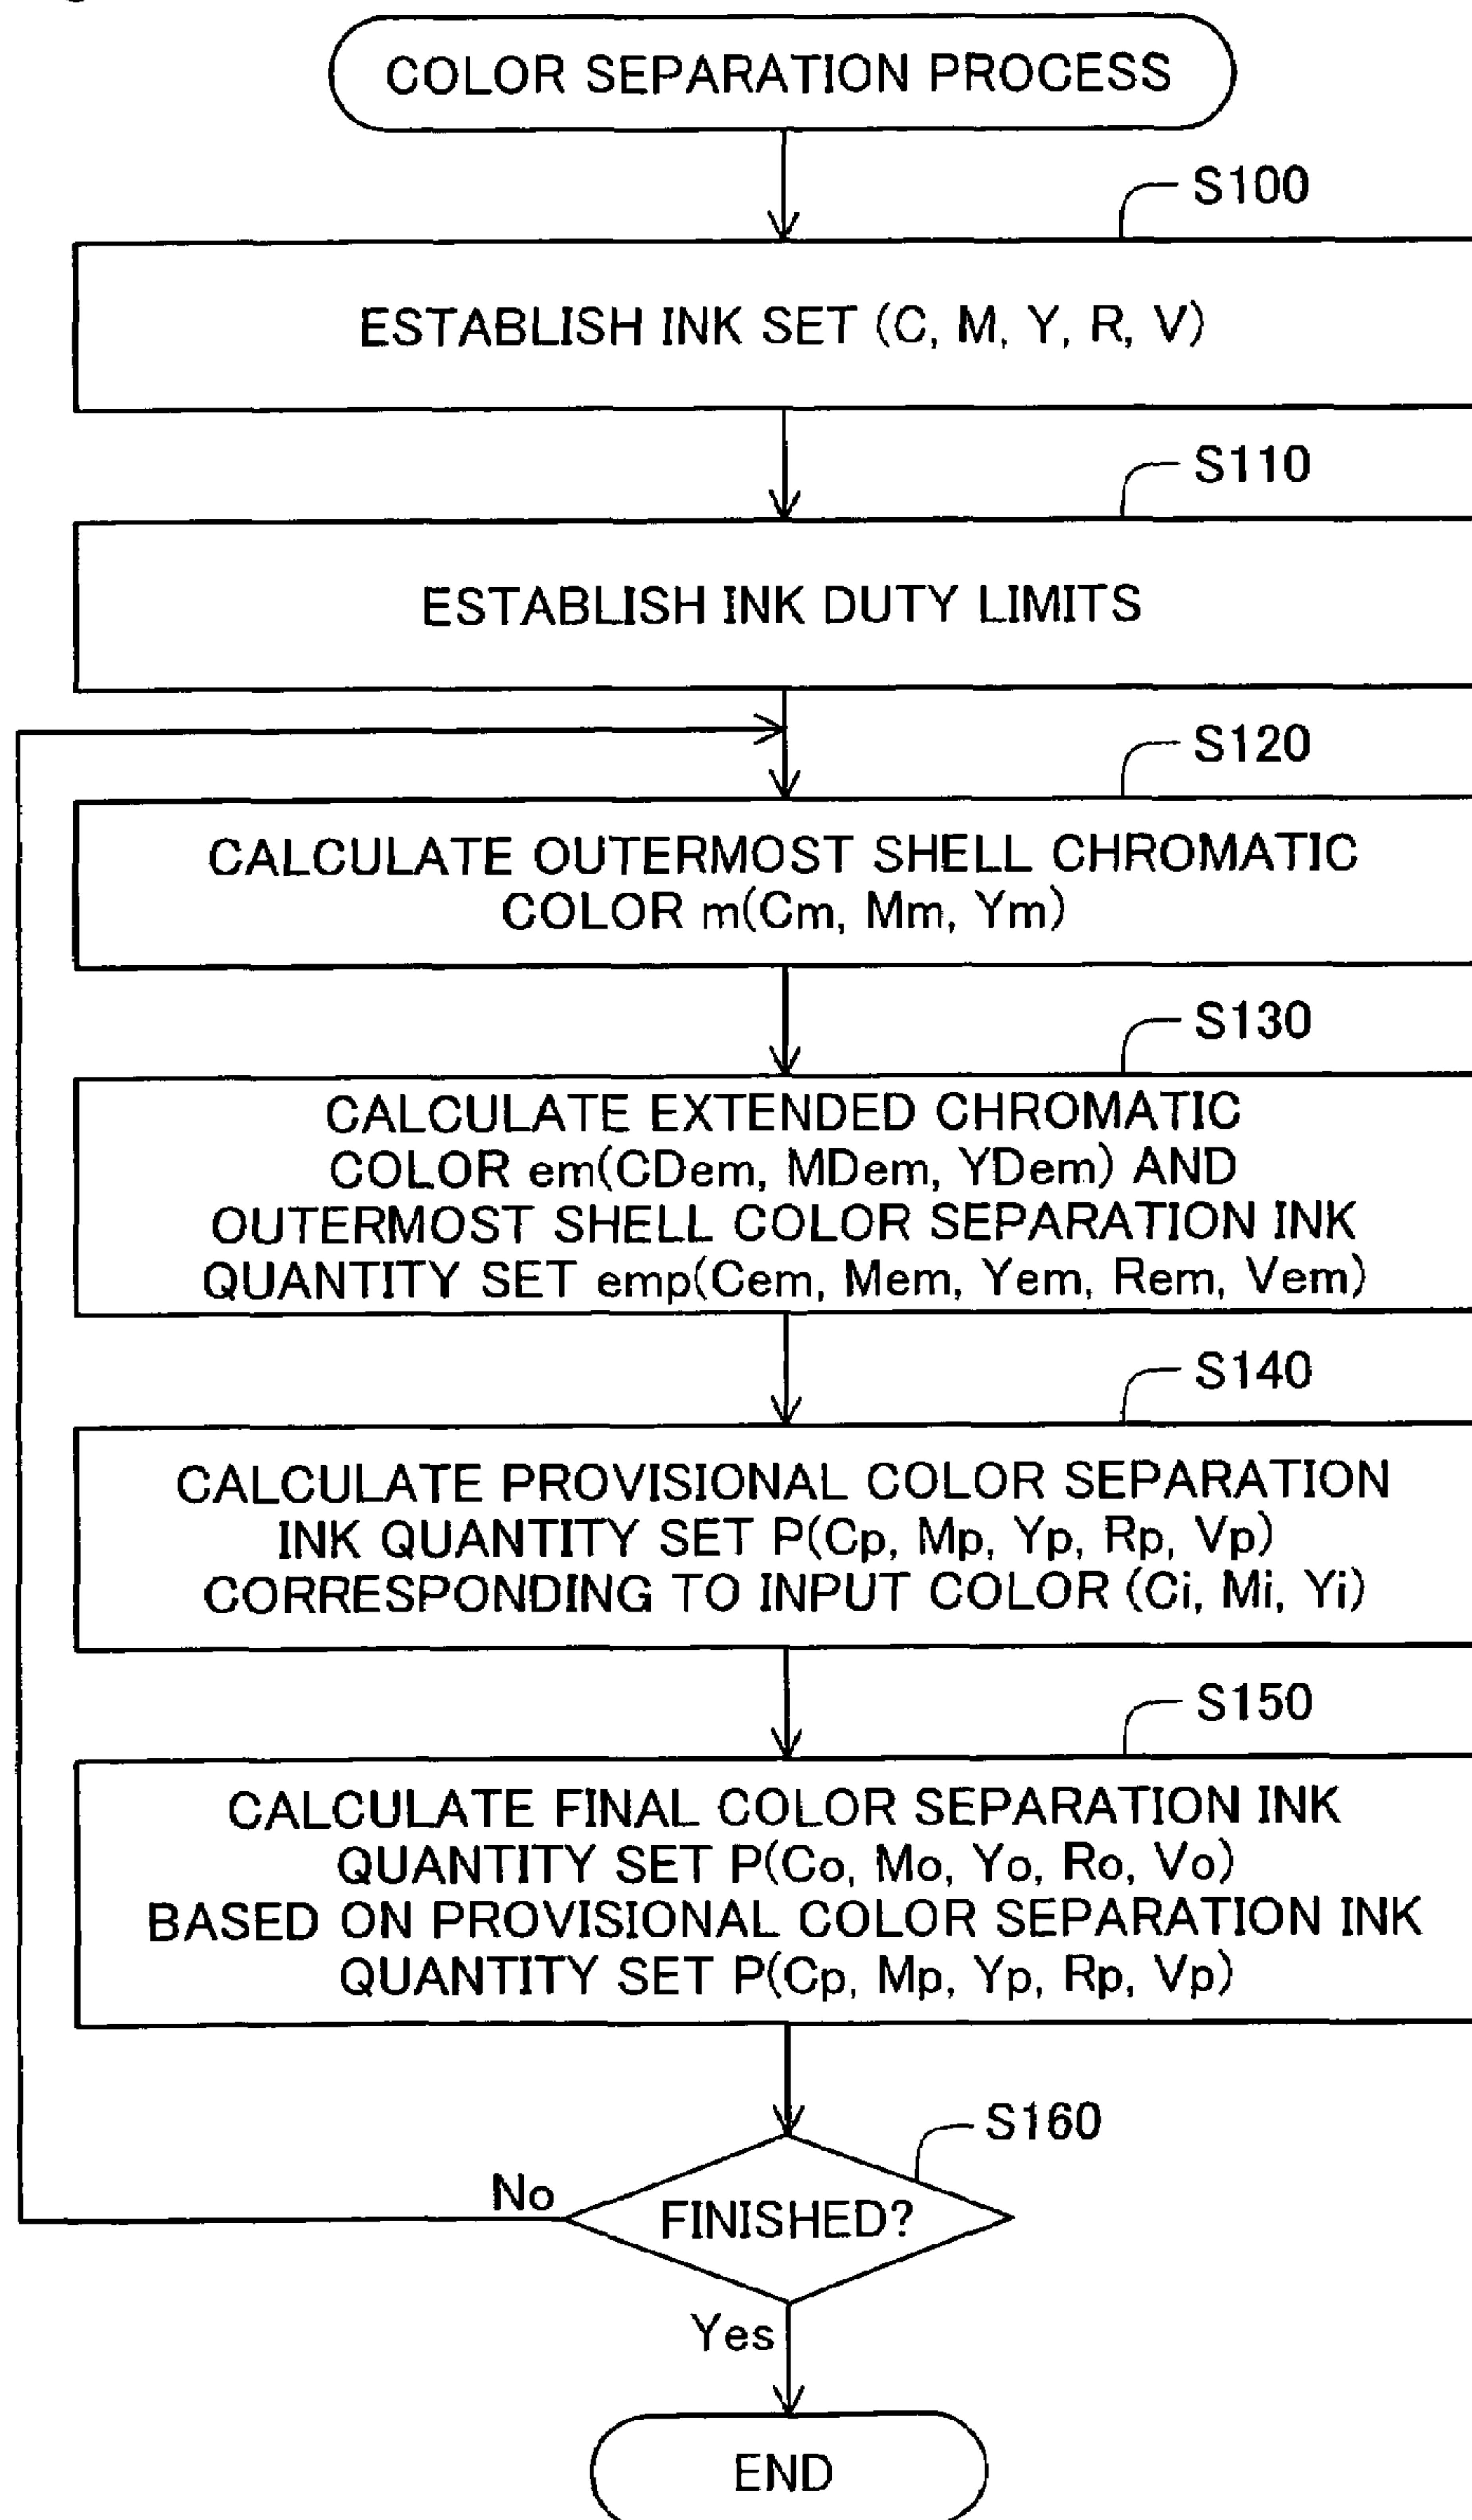 COLOR SEPARATION PROCESS
S100
ESTABLISH INK SET (C, M, Y, R, V)
S110
ESTABLISH INK DUTY LIMITS
S120
CALCULATE OUTERMOST SHELL CHROMATIC
COLOR m(Cm, Mm, Ym)
S130
CALCULATE EXTENDED CHROMATIC
COLOR em(CDem, MDem, YDem) AND
OUTERMOST SHELL COLOR SEPARATION INK
QUANTITY SET emp(Cem, Mem, Yem, Rem, Vem)
S140
CALCULATE PROVISIONAL COLOR SEPARATION
INK QUANTITY SET P(Cp, Mp, Yp, Rp, Vp)
CORRESPONDING TO INPUT COLOR (Ci, Mi, Yi)
S150
CALCULATE FINAL COLOR SEPARATION INK
QUANTITY SET P(Co, Mo, Yo, Ro, Vo)
BASED ON PROVISIONAL COLOR SEPARATION INK
QUANTITY SET P(Cp, Mp, Yp, Rp, Vp)
S160
No
FINISHED?
Yes
END